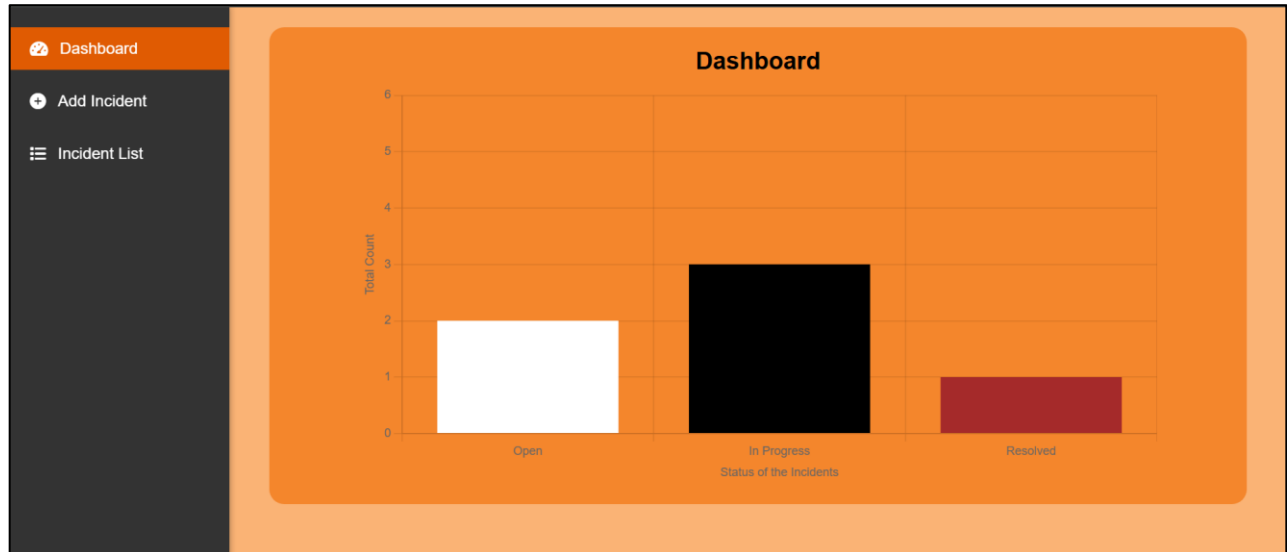 Dashboard
Add Incident
Incident List
Dashboard
6
5
4
3
2
1
0
Total Count
Open
In Progress
Resolved
Status of the Incidents